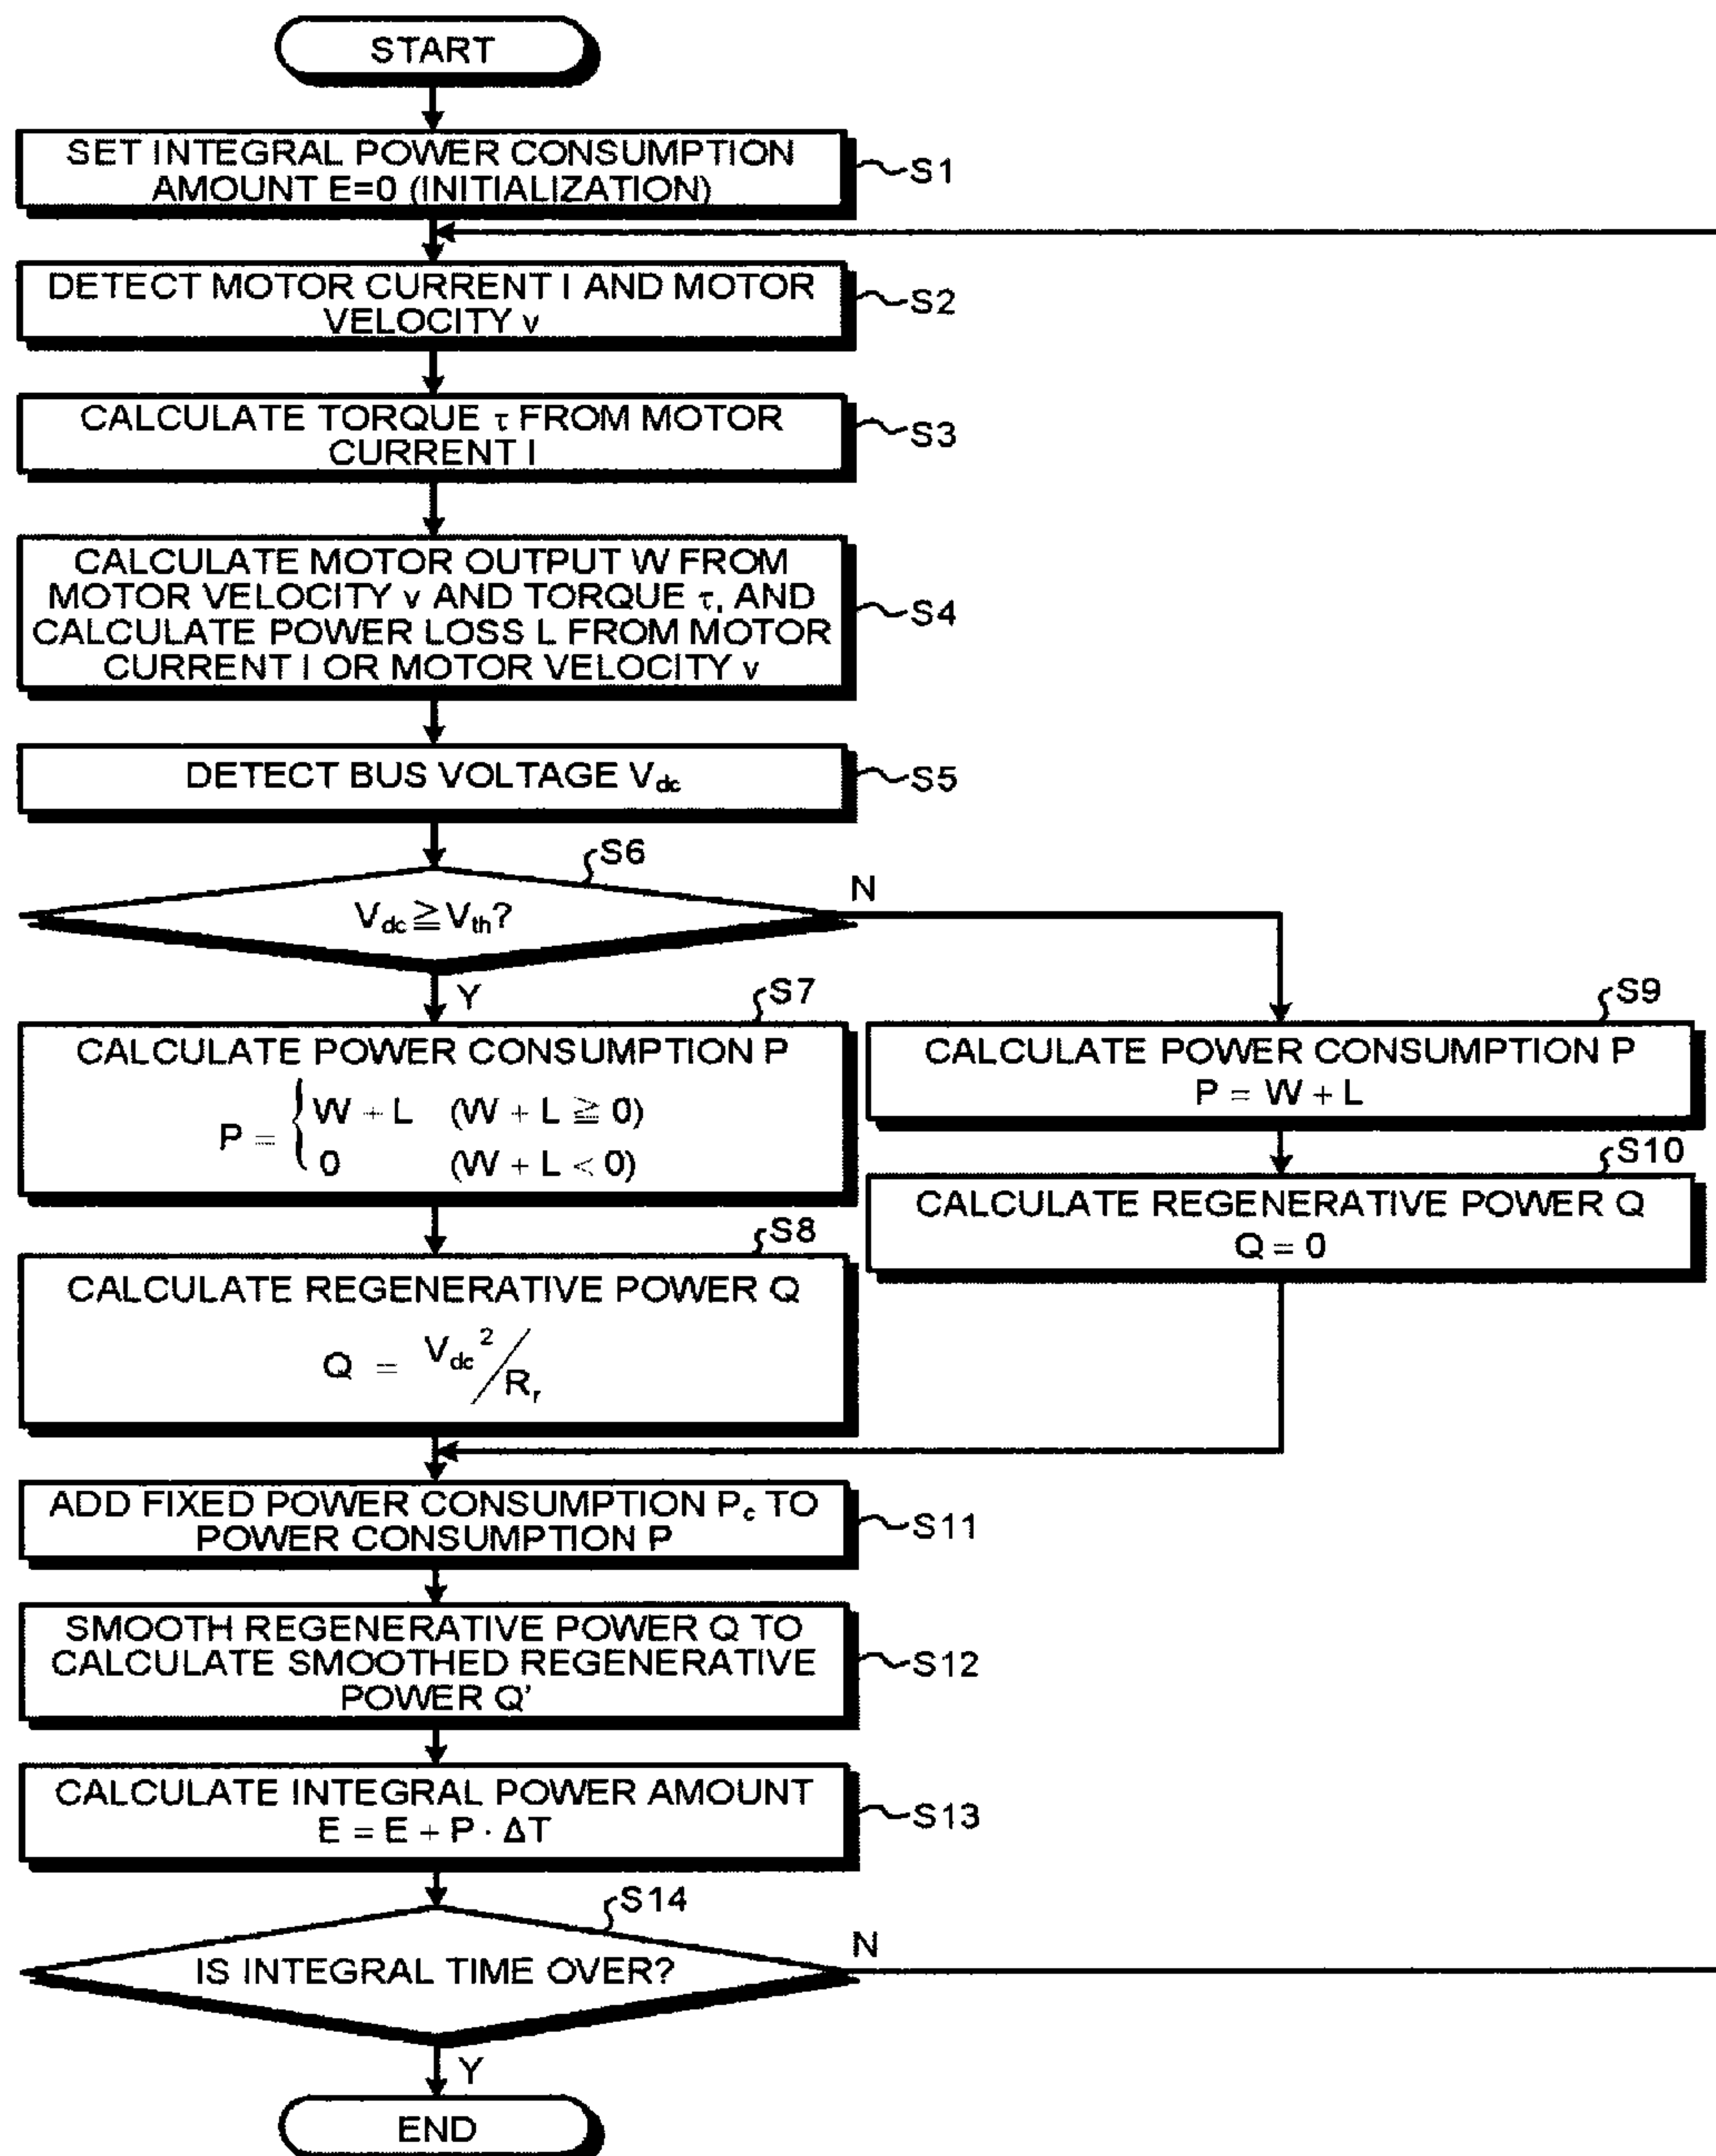 START
SET INTEGRAL POWER CONSUMPTION
AMOUNT E=0 (INITIALIZATION)
S1
DETECT MOTOR CURRENT I AND MOTOR
VELOCITY v
S2
CALCULATE TORQUE τ FROM MOTOR
CURRENT I
S3
CALCULATE MOTOR OUTPUT W FROM
MOTOR VELOCITY v AND TORQUE τ, AND
CALCULATE POWER LOSS L FROM MOTOR
CURRENT I OR MOTOR VELOCITY v
S4
DETECT BUS VOLTAGE Vdc
S5
S6
Vdc ≧ Vth?
N
Y
S7
CALCULATE POWER CONSUMPTION P
P = { W + L (W + L ≧ 0)
0 (W + L < 0)
S8
CALCULATE REGENERATIVE POWER Q
Q = Vdc²/Rr
S9
CALCULATE POWER CONSUMPTION P
P = W + L
S10
CALCULATE REGENERATIVE POWER Q
Q = 0
ADD FIXED POWER CONSUMPTION Pc TO
POWER CONSUMPTION P
S11
SMOOTH REGENERATIVE POWER Q TO
CALCULATE SMOOTHED REGENERATIVE
POWER Q'
S12
CALCULATE INTEGRAL POWER AMOUNT
E = E + P · ΔT
S13
S14
IS INTEGRAL TIME OVER?
N
Y
END